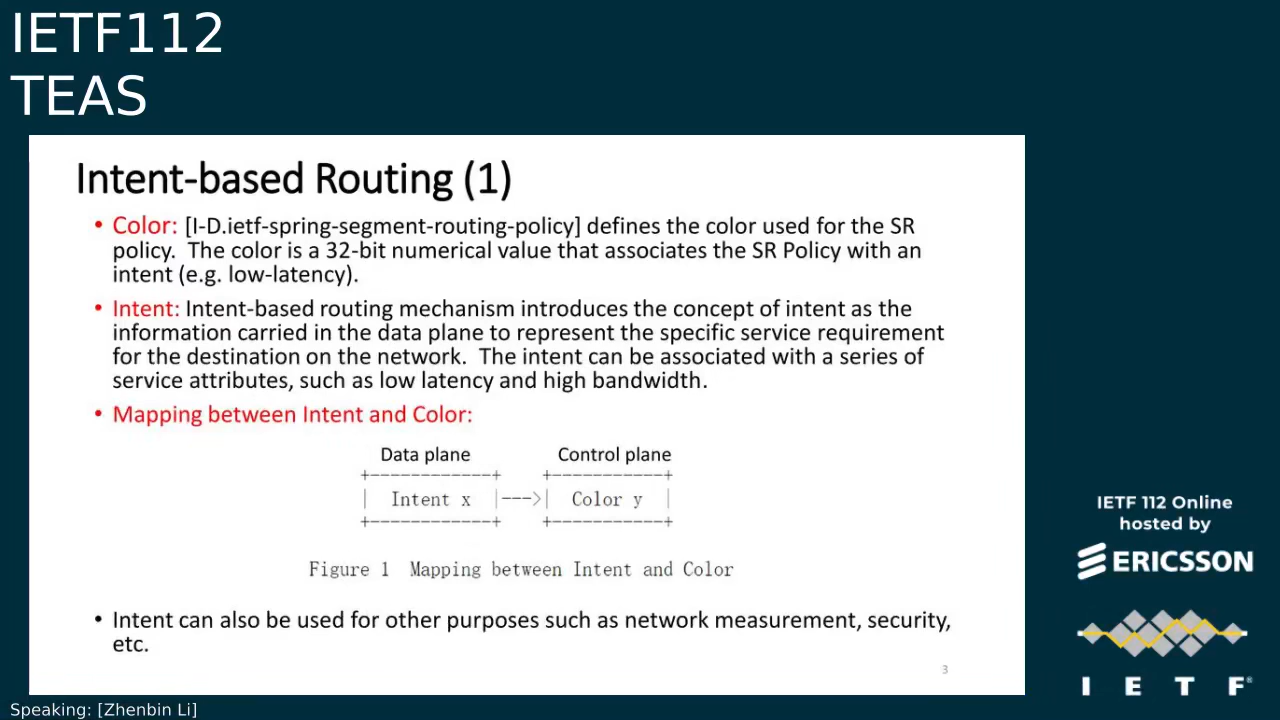 IETF112
TEAS
Intent-based Routing (1)
• Color: [I-D.ietf-spring-segment-routing-policy] defines the color used for the SR
policy.  The color is a 32-bit numerical value that associates the SR Policy with an
intent (e.g. low-latency).
• Intent: Intent-based routing mechanism introduces the concept of intent as the
information carried in the data plane to represent the specific service requirement
for the destination on the network.  The intent can be associated with a series of
service attributes, such as low latency and high bandwidth.
• Mapping between Intent and Color:
Data plane Control plane
+------------+ +-----------+
| Intent x |--->| Color y |
+------------+ +-----------+
Figure 1  Mapping between Intent and Color
• Intent can also be used for other purposes such as network measurement, security,
etc.
3
IETF 112 Online
hosted by
ERICSSON
I E T F®
Speaking: [Zhenbin Li]